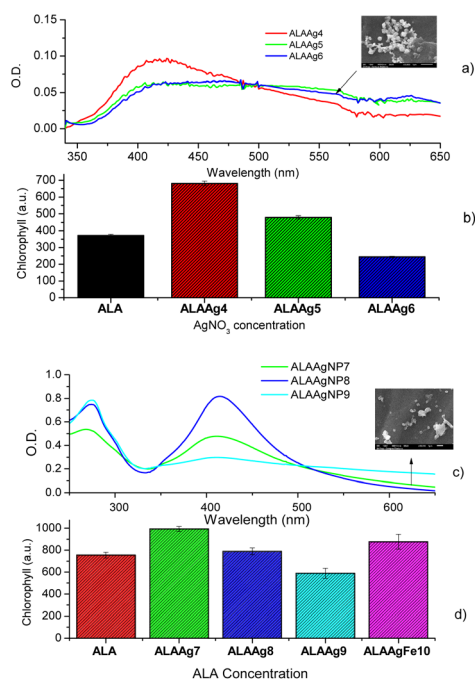 0.15
0.10
0.05
0.00
O.D.
ALAAg4
ALAAg5
ALAAg6
a)
350 400 450 500 550 600 650
Wavelength (nm)
700
600
500
400
300
200
100
0
Chlorophyll (a.u.)
b)
ALA ALAAg4 ALAAg5 ALAAg6
AgNO3 concentration
ALAAgNP7
ALAAgNP8
ALAAgNP9
1.0
0.8
0.6
0.4
0.2
0.0
O.D.
c)
300 400 500 600
Wavelength (nm)
1000
800
600
400
200
0
Chlorophyll (a.u.)
d)
ALA ALAAg7 ALAAg8 ALAAg9 ALAAgFe10
ALA Concentration